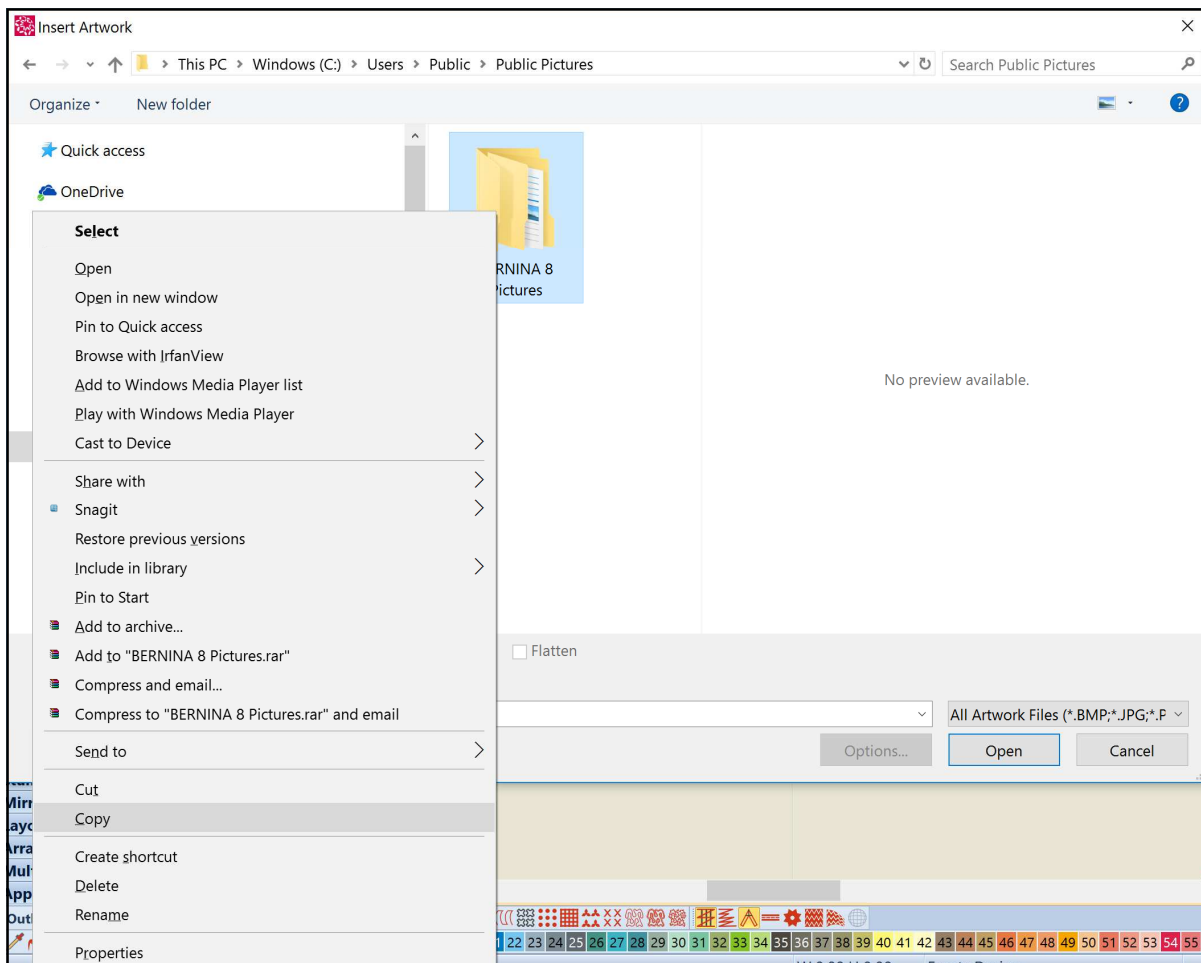 Insert Artwork
This PC > Windows (C:) > Users > Public > Public Pictures
Search Public Pictures
Organize
New folder
?
Quick access
OneDrive
RNINA 8
Pictures
No preview available.
Select
Open
Open in new window
Pin to Quick access
Browse with IrfanView
Add to Windows Media Player list
Play with Windows Media Player
Cast to Device
Share with
Snagit
Restore previous versions
Include in library
Pin to Start
Add to archive...
Add to "BERNINA 8 Pictures.rar"
Compress and email...
Compress to "BERNINA 8 Pictures.rar" and email
Send to
Cut
Copy
Create shortcut
Delete
Rename
Properties
Flatten
All Artwork Files (*.BMP;*.JPG;*.P
Options...
Open
Cancel
Mirr
Layo
Arra
Mul
App
Out
22 23 24 25 26 27 28 29 30 31 32 33 34 35 36 37 38 39 40 41 42 43 44 45 46 47 48 49 50 51 52 53 54 55